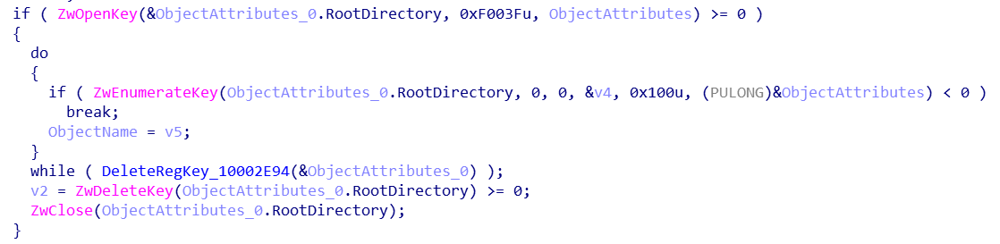 if ( ZwOpenKey(&ObjectAttributes_0.RootDirectory, 0xF003Fu, ObjectAttributes) >= 0 )
{
do
{
if ( ZwEnumerateKey(ObjectAttributes_0.RootDirectory, 0, 0, &v4, 0x100u, (PULONG)&ObjectAttributes) < 0 )
break;
ObjectName = v5;
}
while ( DeleteRegKey_10002E94(&ObjectAttributes_0) );
v2 = ZwDeleteKey(ObjectAttributes_0.RootDirectory) >= 0;
ZwClose(ObjectAttributes_0.RootDirectory);
}